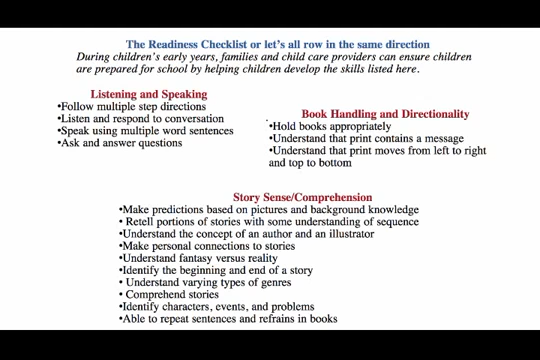 The Readiness Checklist or let's all row in the same direction
During children's early years, families and child care providers can ensure children
are prepared for school by helping children develop the skills listed here.
Listening and Speaking
•Follow multiple step directions
•Listen and respond to conversation
•Speak using multiple word sentences
•Ask and answer questions
Book Handling and Directionality
•Hold books appropriately
•Understand that print contains a message
•Understand that print moves from left to right
and top to bottom
Story Sense/Comprehension
•Make predictions based on pictures and background knowledge
• Retell portions of stories with some understanding of sequence
•Understand the concept of an author and an illustrator
•Make personal connections to stories
•Understand fantasy versus reality
•Identify the beginning and end of a story
• Understand varying types of genres
• Comprehend stories
•Identify characters, events, and problems
•Able to repeat sentences and refrains in books